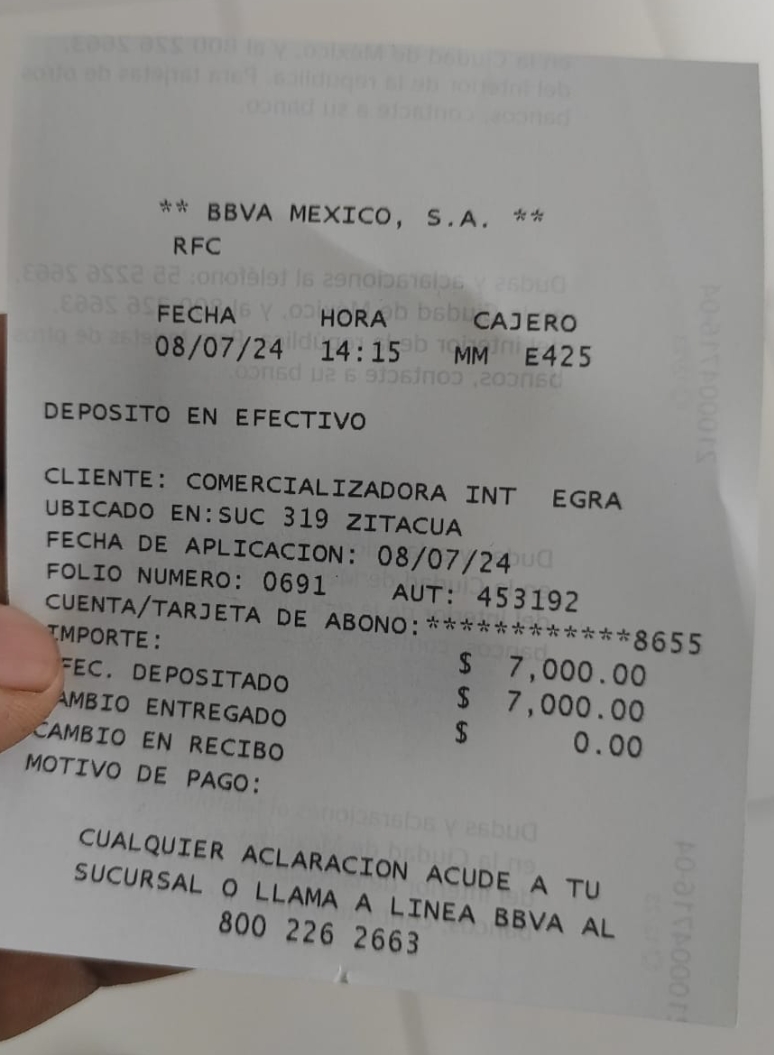 ** BBVA MEXICO, S.A. **
RFC
FECHA HORA CAJERO
08/07/24 14:15 MM E425
DEPOSITO EN EFECTIVO
CLIENTE: COMERCIALIZADORA INT EGRA
UBICADO EN:SUC 319 ZITACUA
FECHA DE APLICACION: 08/07/24
FOLIO NUMERO: 0691 AUT: 453192
CUENTA/TARJETA DE ABONO:************8655
IMPORTE: $ 7,000.00
FEC. DEPOSITADO $ 7,000.00
AMBIO ENTREGADO $ 0.00
CAMBIO EN RECIBO
MOTIVO DE PAGO:
CUALQUIER ACLARACION ACUDE A TU
SUCURSAL O LLAMA A LINEA BBVA AL
800 226 2663